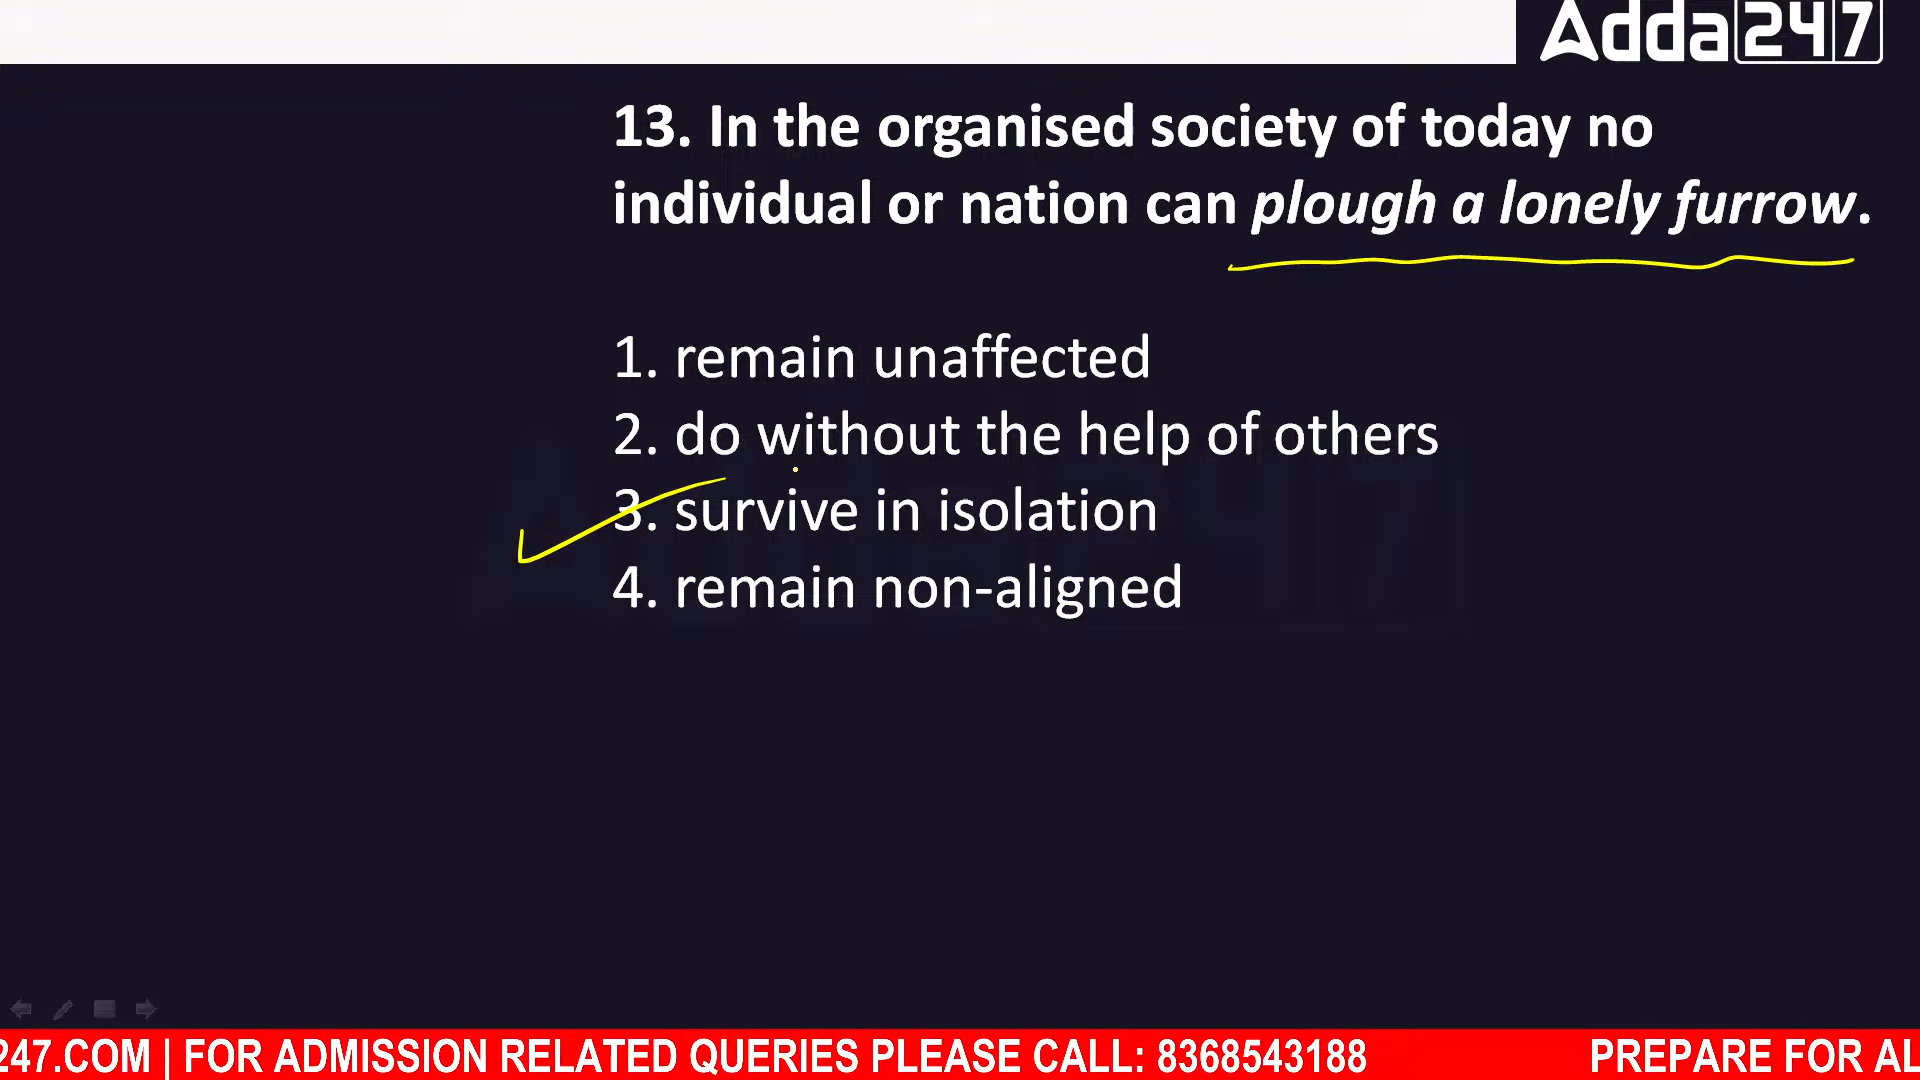 Adda247
13. In the organised society of today no
individual or nation can plough a lonely furrow.
1. remain unaffected
2. do without the help of others
3. survive in isolation
4. remain non-aligned
247.COM | FOR ADMISSION RELATED QUERIES PLEASE CALL: 8368543188 PREPARE FOR AL